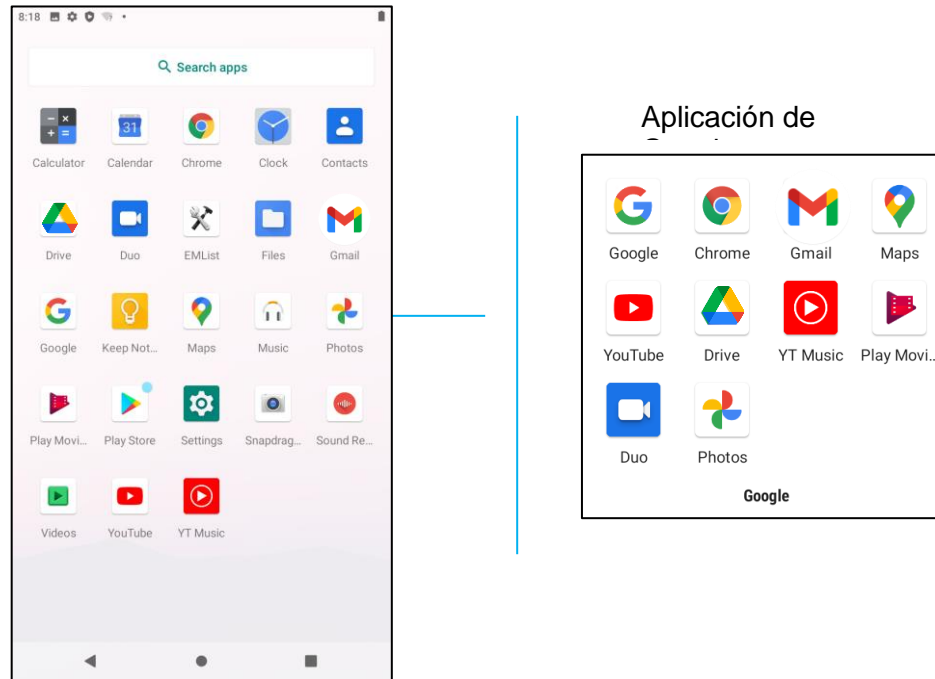 8:18
Search apps
31
Calculator Calendar Chrome Clock Contacts
Drive Duo EMList Files Gmail
Google Keep Not... Maps Music Photos
Play Movi... Play Store Settings Snapdrag... Sound Re...
Videos YouTube YT Music
Aplicación de
Google Chrome Gmail Maps
YouTube Drive YT Music Play Movi...
Duo Photos
Google